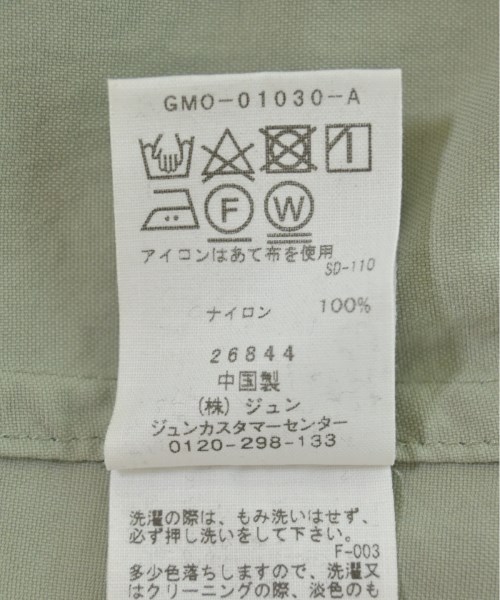 GMO-01030-A
F W
アイロンはあて布を使用
SD-110
ナイロン 100%
26844
中国製
(株) ジュン
ジュンカスタマーセンター
0120-298-133
洗濯の際は、もみ洗いはせず、
必ず押し洗いをして下さい。
F-003
多少色落ちしますので、洗濯又
はクリーニングの際、淡色のも